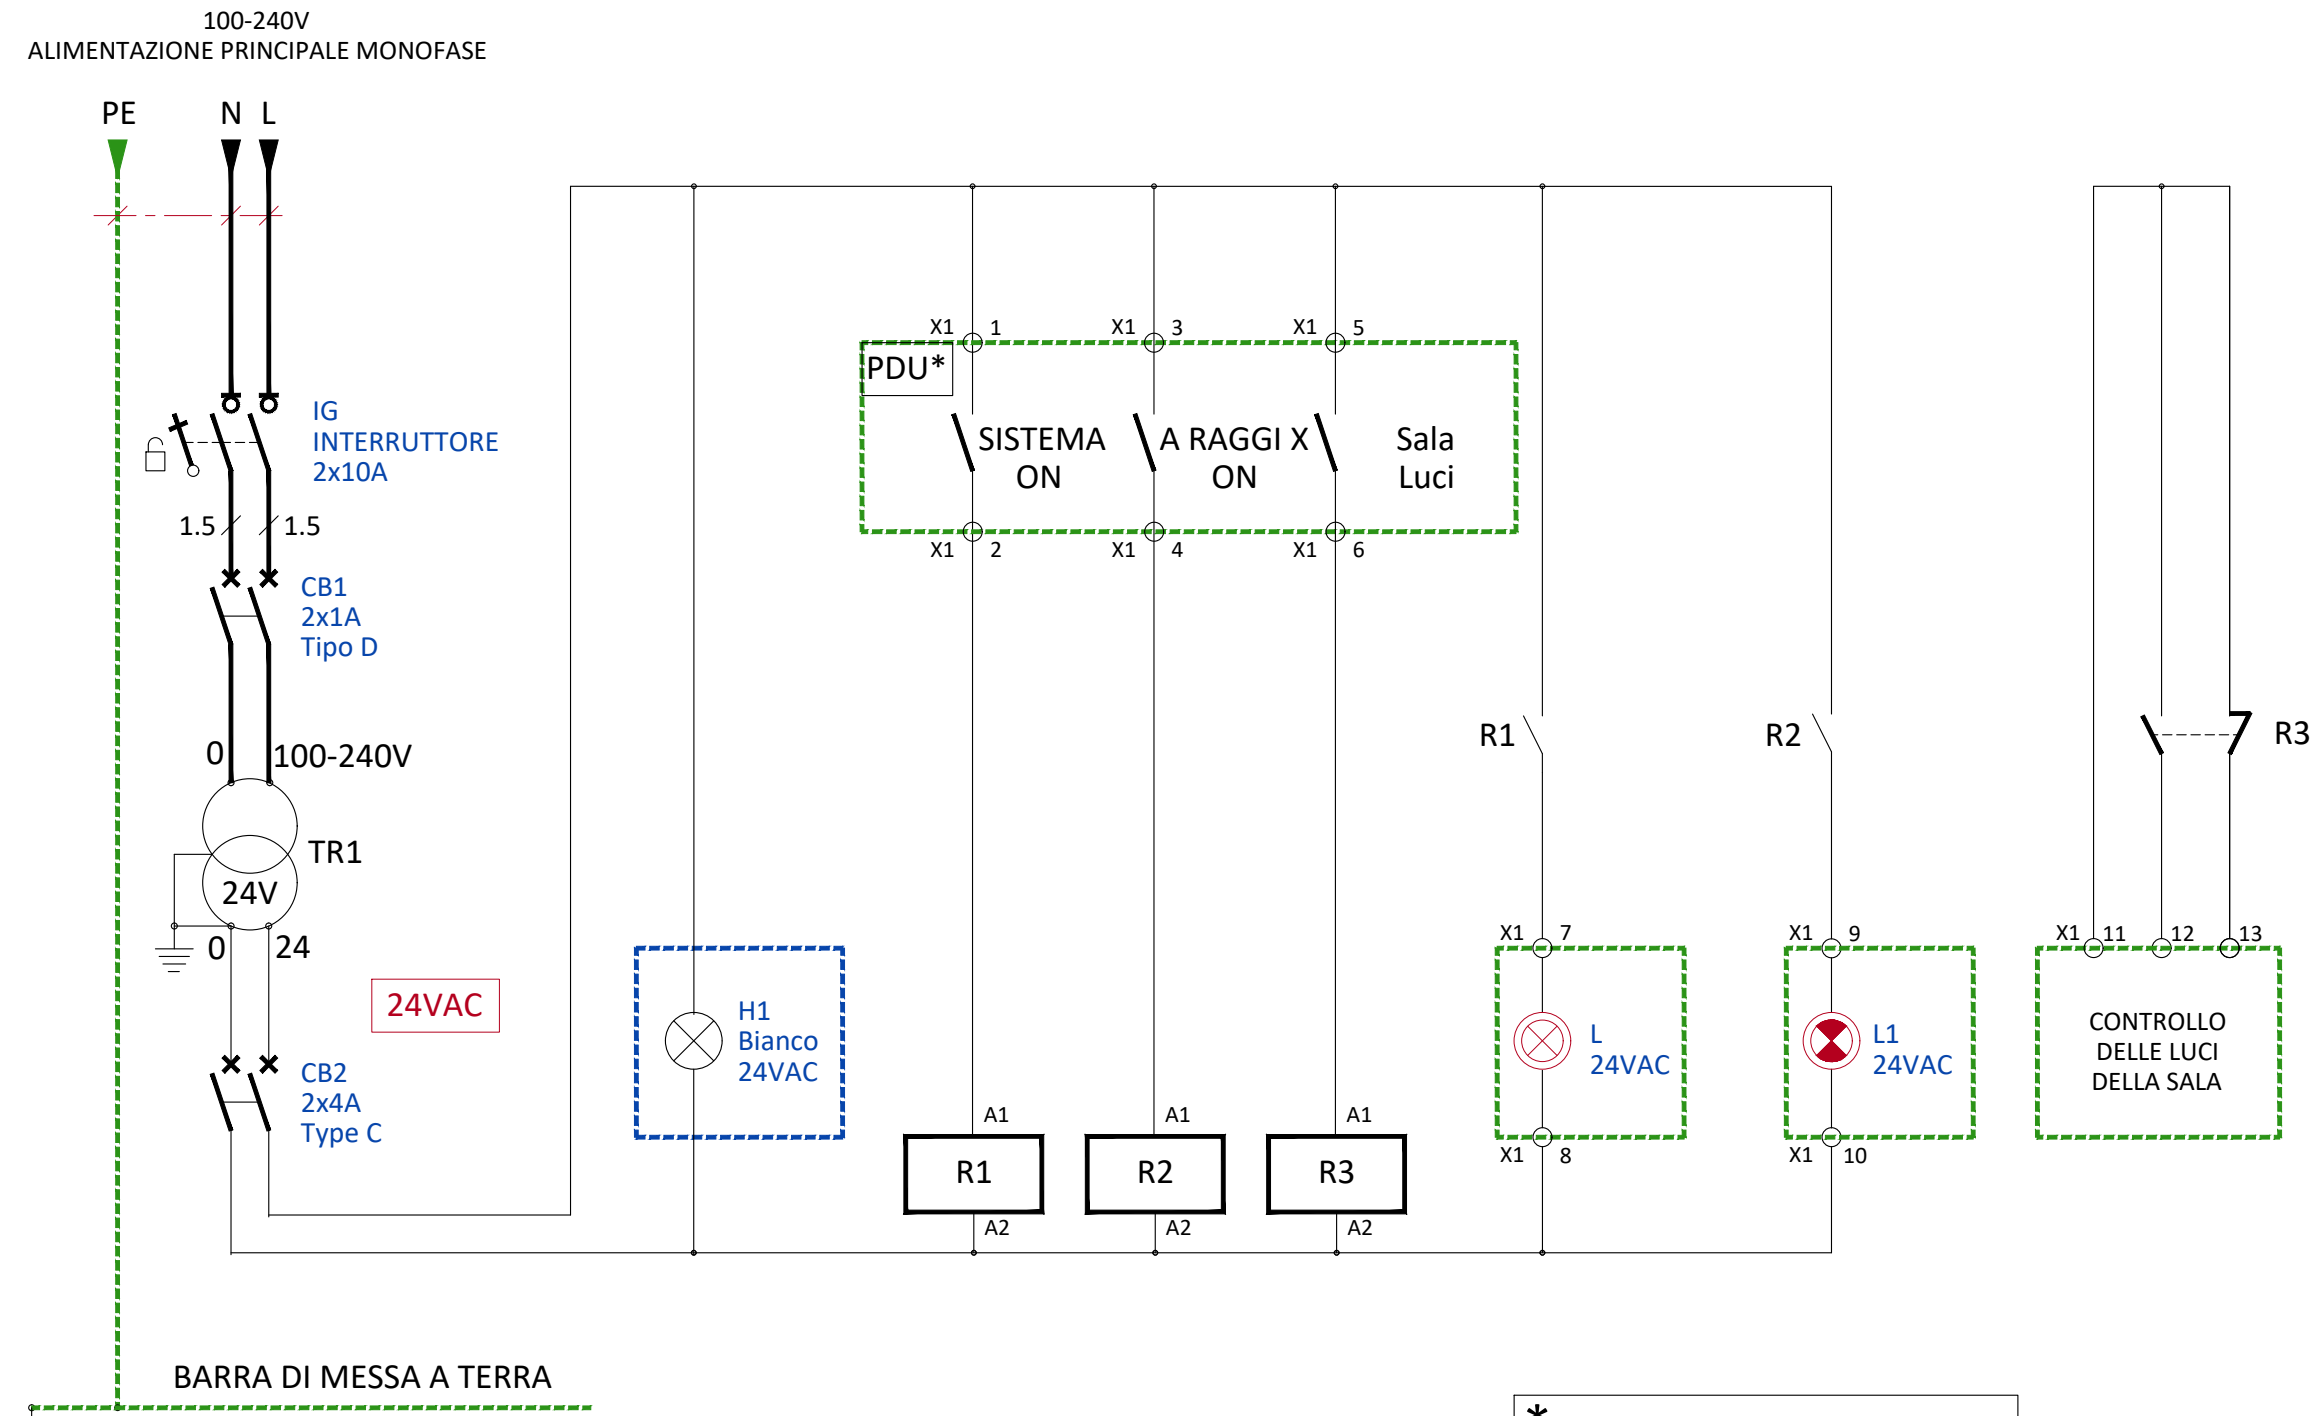 100-240V
ALIMENTAZIONE PRINCIPALE MONOFASE
PE N L
X1 1 X1 3 X1 5
PDU*
IG
INTERRUTTORE
2x10A
SISTEMA
ON
A RAGGI X
ON
Sala
Luci
1.5 1.5
X1 2 X1 4 X1 6
CB1
2x1A
Tipo D
R1 R2 R3
0 100-240V
TR1
24V
0 24
X1 7 X1 9 X1 11 12 13
24VAC
H1
Bianco
24VAC
L
24VAC
L1
24VAC
CONTROLLO
DELLE LUCI
DELLA SALA
CB2
2x4A
Type C
A1 A1 A1
R1 R2 R3
X1 8 X1 10
A2 A2 A2
BARRA DI MESSA A TERRA
*